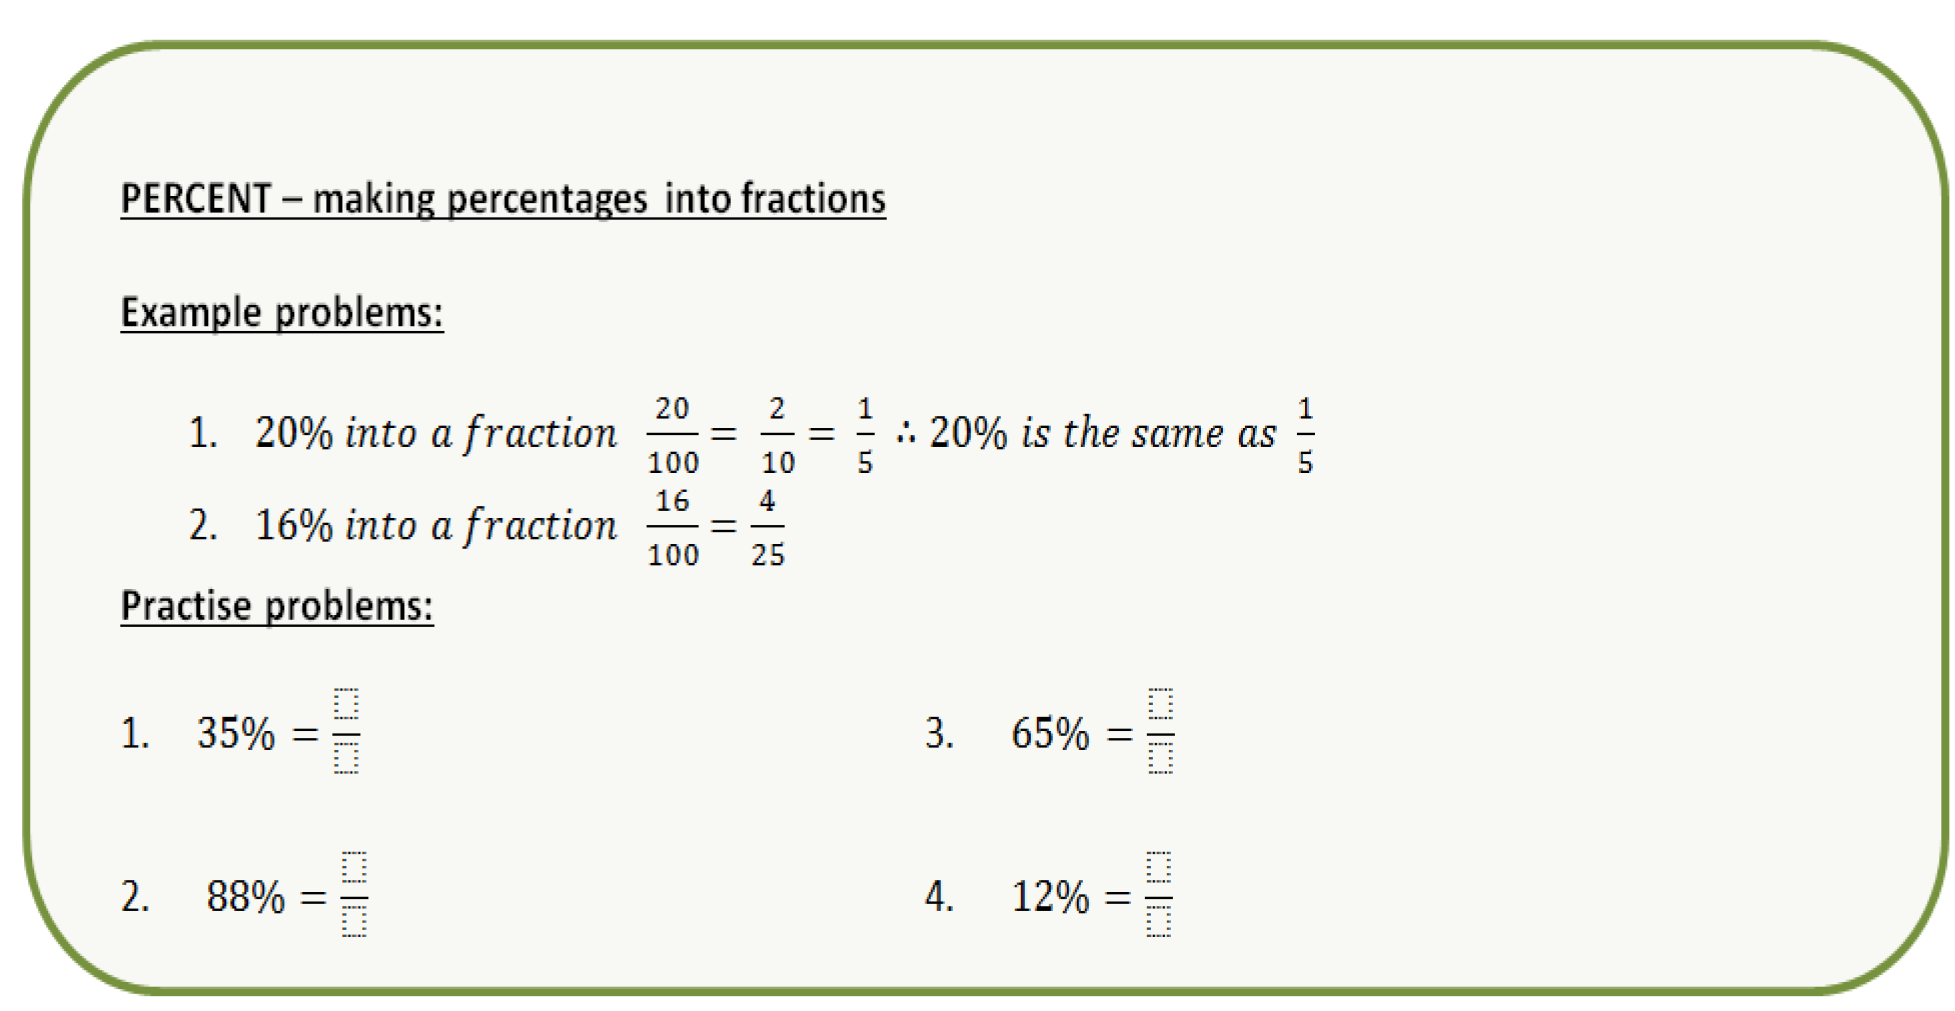 PERCENT – making percentages into fractions
Example problems:
1. 20% into a fraction 20/100 = 2/10 = 1/5 ∴ 20% is the same as 1/5
2. 16% into a fraction 16/100 = 4/25
Practise problems:
1. 35% = ⬚/⬚ 3. 65% = ⬚/⬚
2. 88% = ⬚/⬚ 4. 12% = ⬚/⬚